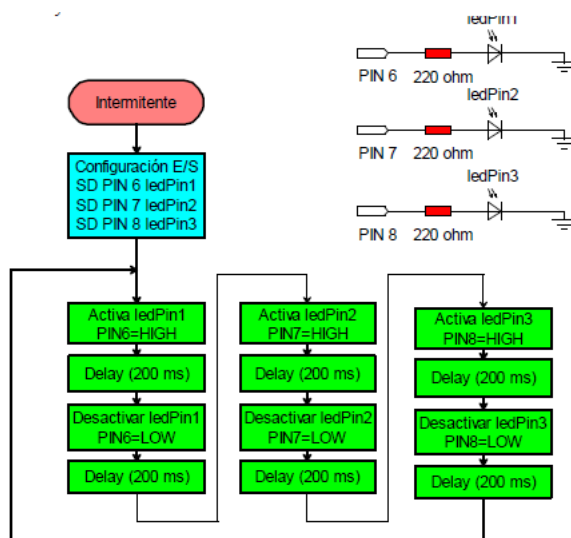 ledPin1
PIN 6 220 ohm
ledPin2
PIN 7 220 ohm
ledPin3
PIN 8 220 ohm
Intermitente
Configuración E/S
SD PIN 6 ledPin1
SD PIN 7 ledPin2
SD PIN 8 ledPin3
Activa ledPin1
PIN6=HIGH
Delay (200 ms)
Desactivar ledPin1
PIN6=LOW
Delay (200 ms)
Activa ledPin2
PIN7=HIGH
Delay (200 ms)
Desactivar ledPin2
PIN7=LOW
Delay (200 ms)
Activa ledPin3
PIN8=HIGH
Delay (200 ms)
Desactivar ledPin3
PIN8=LOW
Delay (200 ms)